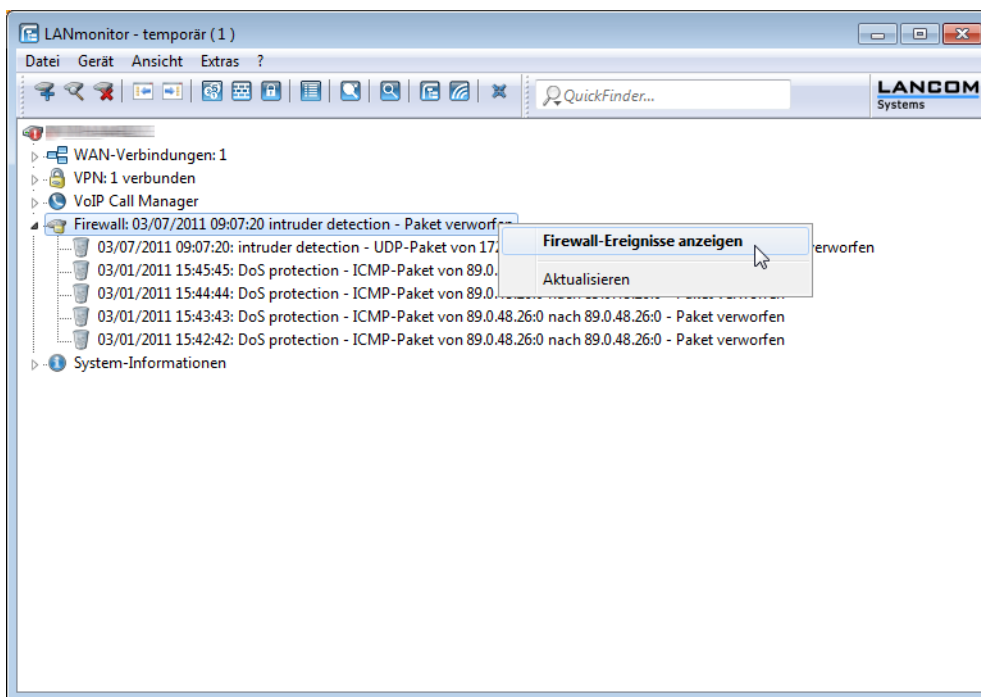 LANmonitor - temporär ( 1 )
Datei Gerät Ansicht Extras ?
QuickFinder...
LANCOM
Systems
WAN-Verbindungen: 1
VPN: 1 verbunden
VoIP Call Manager
Firewall: 03/07/2011 09:07:20 intruder detection - Paket
03/07/2011 09:07:20: intruder detection - UDP-Paket von
Firewall-Ereignisse anzeigen
03/01/2011 15:45:45: DoS protection - ICMP-Paket von 89.0.
Aktualisieren
03/01/2011 15:44:44: DoS protection - ICMP-Paket von
03/01/2011 15:43:43: DoS protection - ICMP-Paket von 89.0.48.26:0 nach 89.0.48.26:0 - Paket verworfen
03/01/2011 15:42:42: DoS protection - ICMP-Paket von 89.0.48.26:0 nach 89.0.48.26:0 - Paket verworfen
System-Informationen